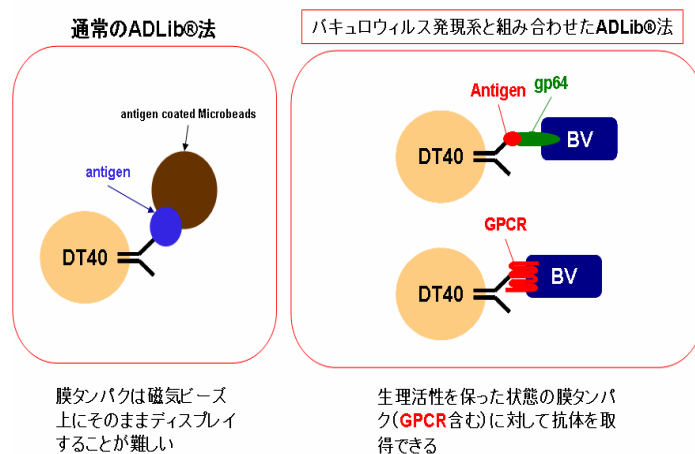 通常のADLib®法
antigen coated Microbeads
antigen
DT40
膜タンパクは磁気ビーズ
上にそのままディスプレイ
することが難しい
バキュロウィルス発現系と組み合わせたADLib®法
Antigen
gp64
DT40
BV
GPCR
DT40
BV
生理活性を保った状態の膜タンパ
ク(GPCR含む)に対して抗体を取
得できる